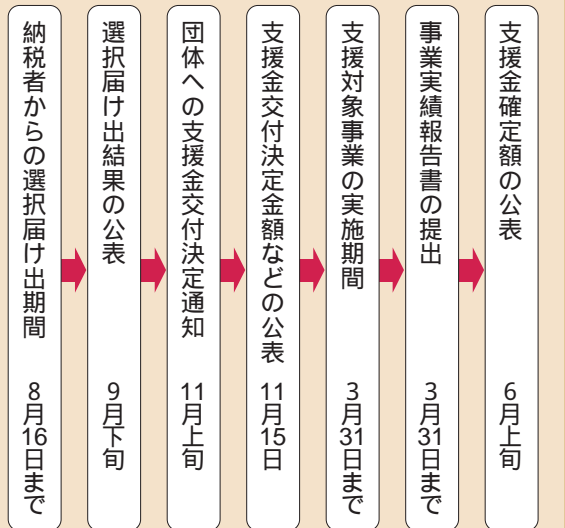 納税者からの選択届け出期間 8月16日まで
選択届け出結果の公表 9月下旬
団体への支援金交付決定通知 11月上旬
支援金交付決定金額などの公表 11月15日
支援対象事業の実施期間 3月31日まで
事業実績報告書の提出 3月31日まで
支援金確定額の公表 6月上旬